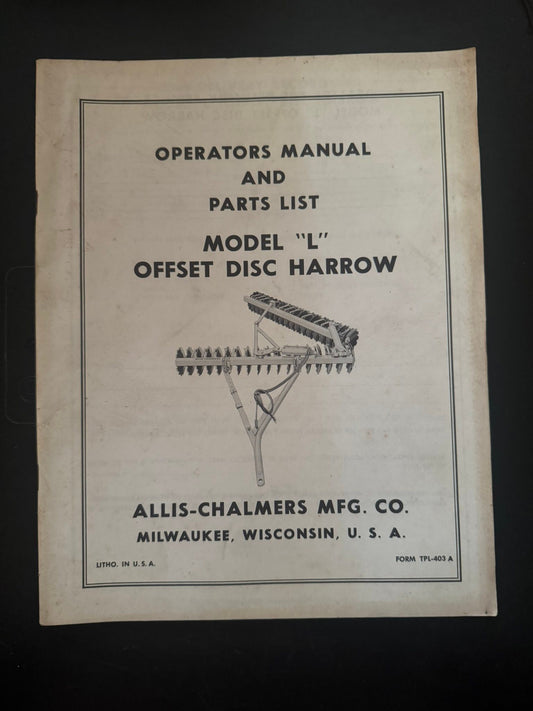 OPERATORS MANUAL
AND
PARTS LIST
MODEL "L"
OFFSET DISC HARROW
ALLIS-CHALMERS MFG. CO.
MILWAUKEE, WISCONSIN, U. S. A.
LITHO. IN U. S. A.
FORM TPL-403 A